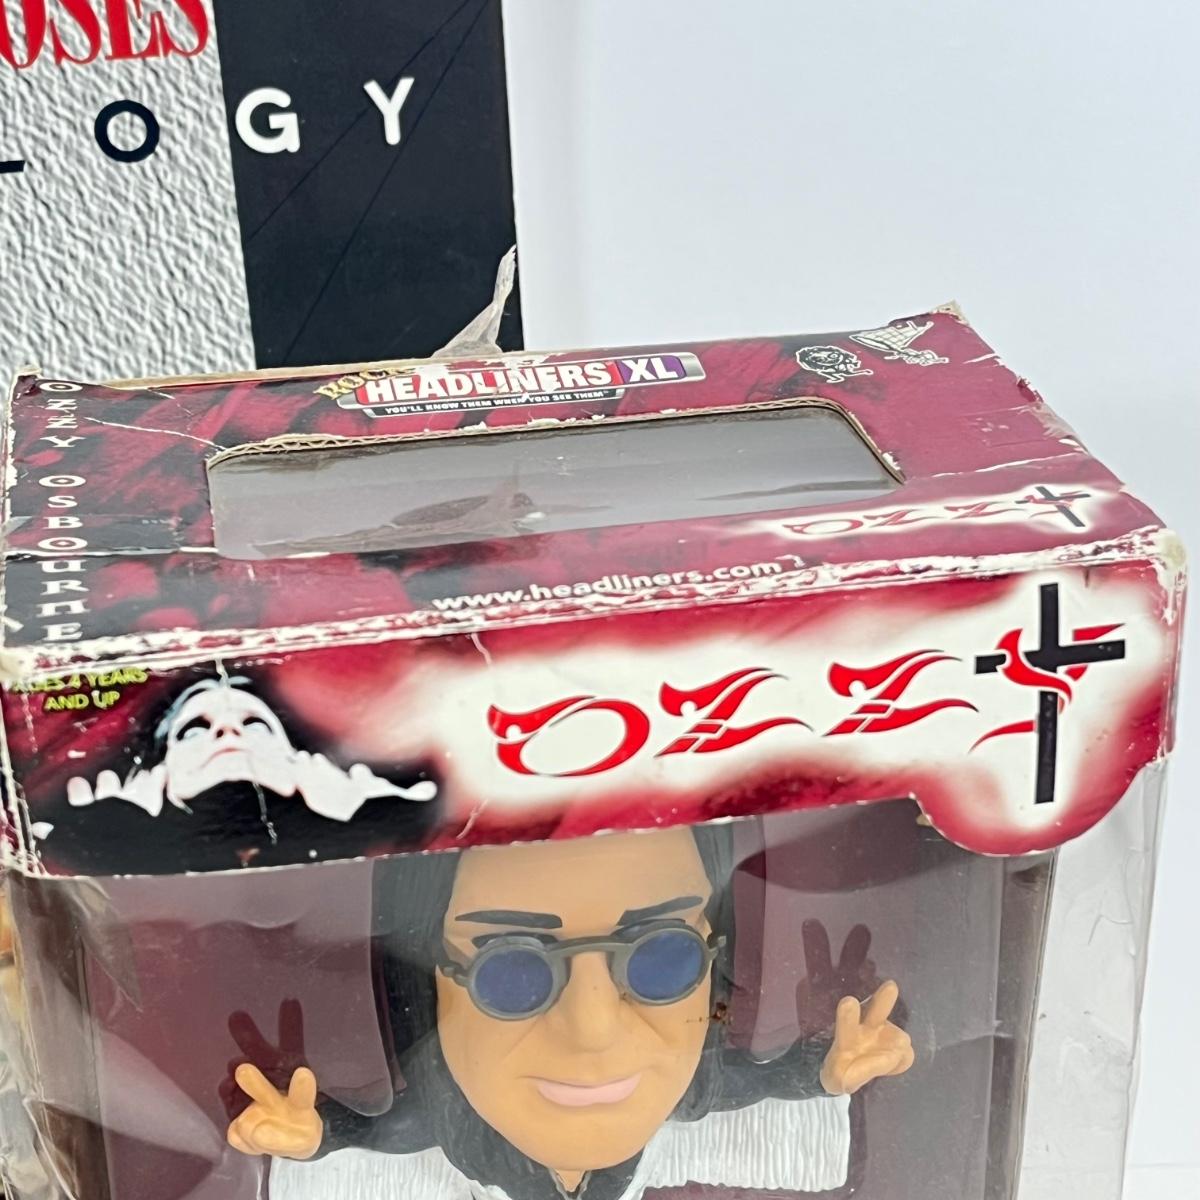 OSES
LOGY
ROCK
HEADLINERS XL
YOU'LL KNOW THEM WHEN YOU SEE THEM
OZZY OSBOURNE
OZZY
www.headliners.com
AGES 4 YEARS
AND UP
OZZY